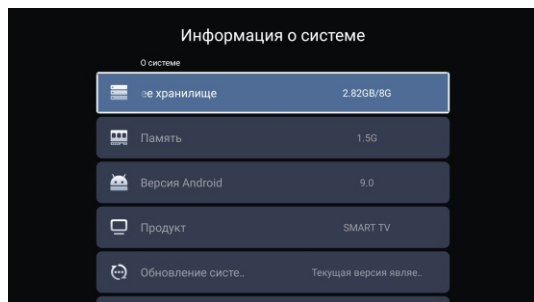 Информация о системе
О системе
ее хранилище 2.82GB/8G
Память 1.5G
Версия Android 9.0
Продукт SMART TV
Обновление систе.. Текущая версия являе..